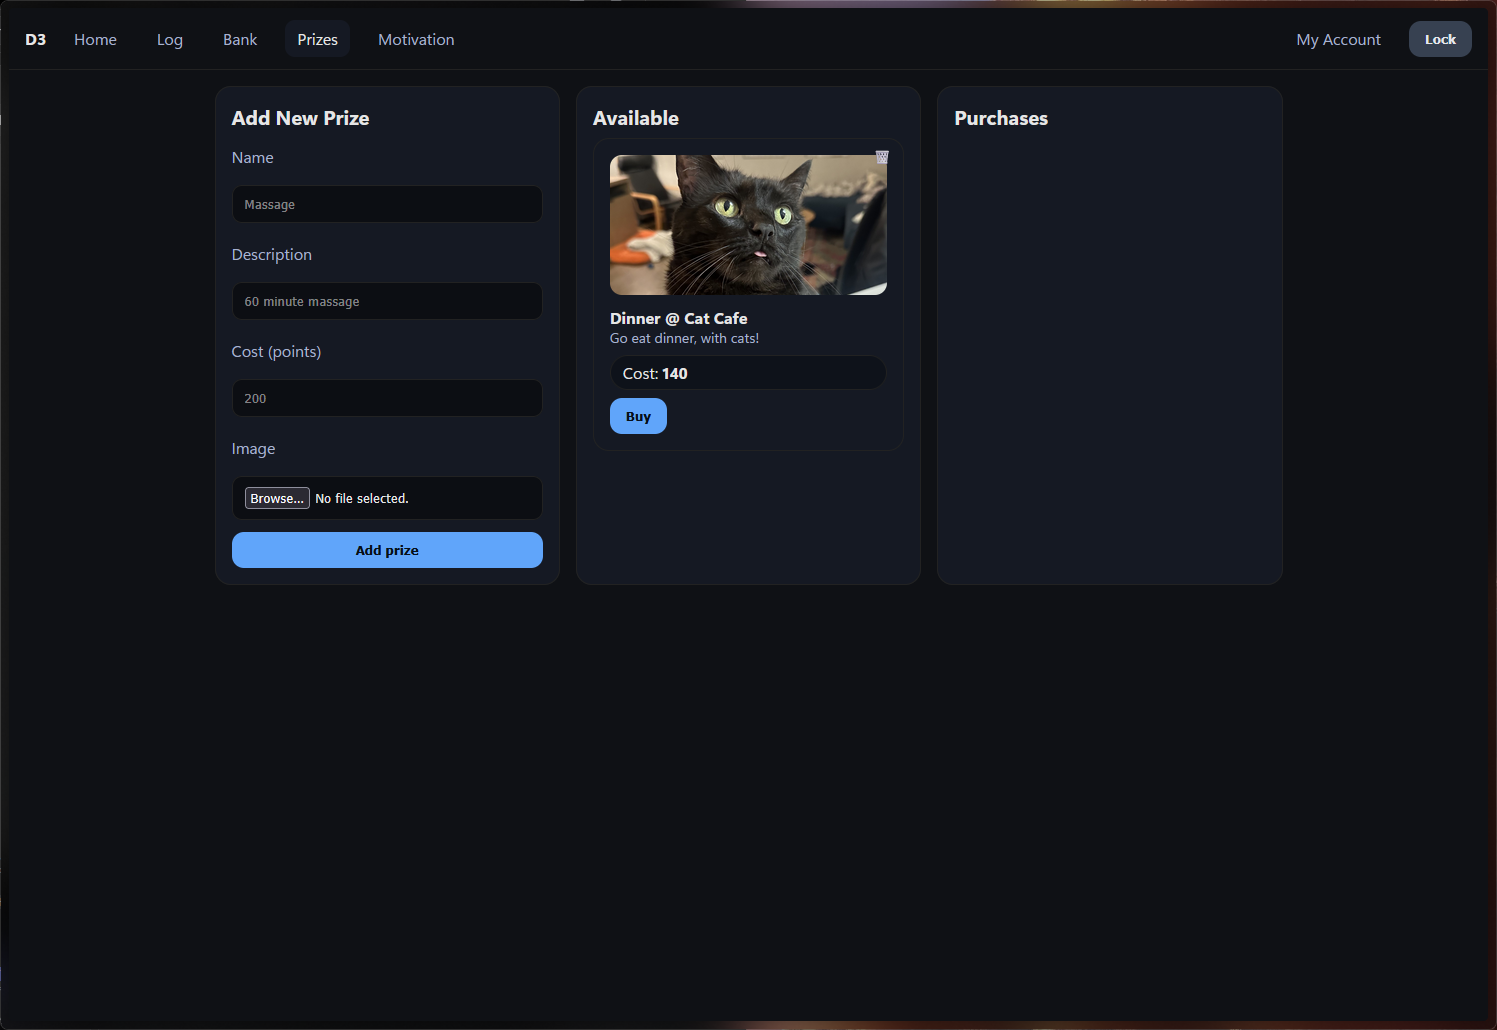 D3 Home Log Bank Prizes Motivation My Account Lock
Add New Prize
Name
Massage
Description
60 minute massage
Cost (points)
200
Image
Browse... No file selected.
Add prize
Available
Dinner @ Cat Cafe
Go eat dinner, with cats!
Cost: 140
Buy
Purchases